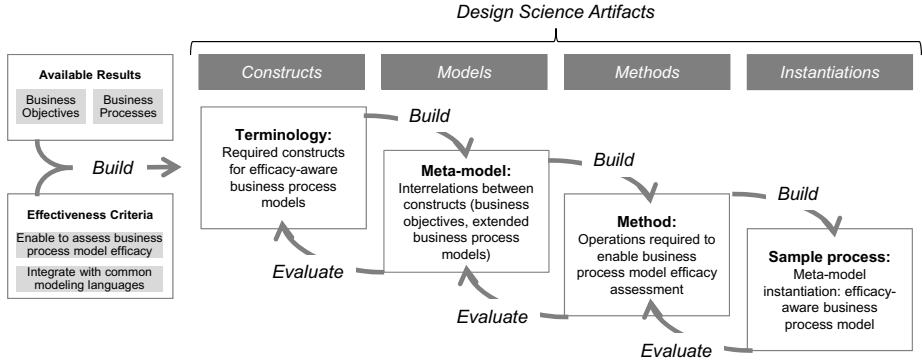 Design Science Artifacts
Constructs
Models
Methods
Instantiations
Available Results
Business
Objectives
Business
Processes
Build
Effectiveness Criteria
Enable to assess business
process model efficacy
Integrate with common
modeling languages
Terminology:
Required constructs
for efficacy-aware
business process
models
Build
Evaluate
Meta-model:
Interrelations between
constructs (business
objectives, extended
business process
models)
Build
Evaluate
Method:
Operations required to
enable business
process model efficacy
assessment
Build
Evaluate
Sample process:
Meta-model
instantiation: efficacy-
aware business
process model